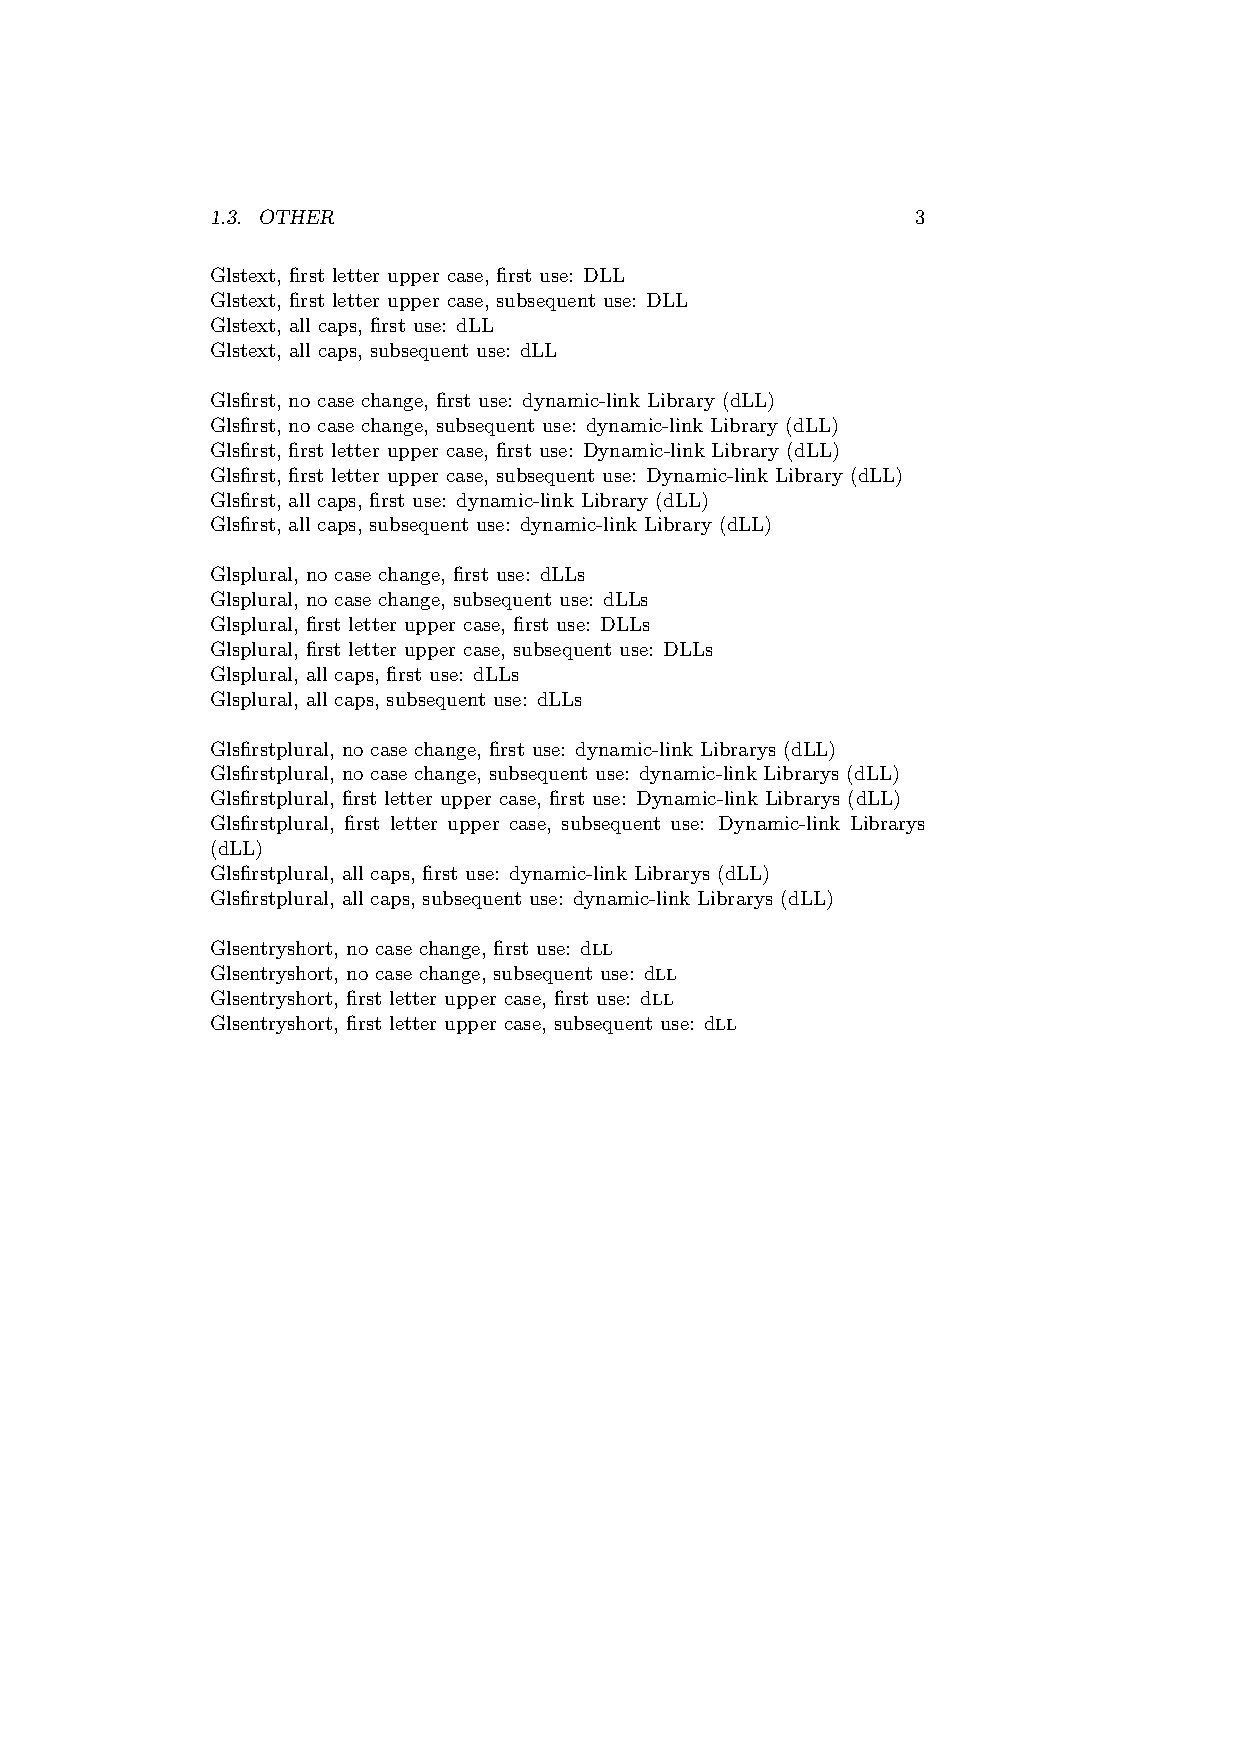 1.3. OTHER 3
Glstext, first letter upper case, first use: DLL
Glstext, first letter upper case, subsequent use: DLL
Glstext, all caps, first use: dLL
Glstext, all caps, subsequent use: dLL
Glsfirst, no case change, first use: dynamic-link Library (dLL)
Glsfirst, no case change, subsequent use: dynamic-link Library (dLL)
Glsfirst, first letter upper case, first use: Dynamic-link Library (dLL)
Glsfirst, first letter upper case, subsequent use: Dynamic-link Library (dLL)
Glsfirst, all caps, first use: dynamic-link Library (dLL)
Glsfirst, all caps, subsequent use: dynamic-link Library (dLL)
Glsplural, no case change, first use: dLLs
Glsplural, no case change, subsequent use: dLLs
Glsplural, first letter upper case, first use: DLLs
Glsplural, first letter upper case, subsequent use: DLLs
Glsplural, all caps, first use: dLLs
Glsplural, all caps, subsequent use: dLLs
Glsfirstplural, no case change, first use: dynamic-link Librarys (dLL)
Glsfirstplural, no case change, subsequent use: dynamic-link Librarys (dLL)
Glsfirstplural, first letter upper case, first use: Dynamic-link Librarys (dLL)
Glsfirstplural, first letter upper case, subsequent use: Dynamic-link Librarys
(dLL)
Glsfirstplural, all caps, first use: dynamic-link Librarys (dLL)
Glsfirstplural, all caps, subsequent use: dynamic-link Librarys (dLL)
Glsentryshort, no case change, first use: dLL
Glsentryshort, no case change, subsequent use: dLL
Glsentryshort, first letter upper case, first use: dLL
Glsentryshort, first letter upper case, subsequent use: dLL